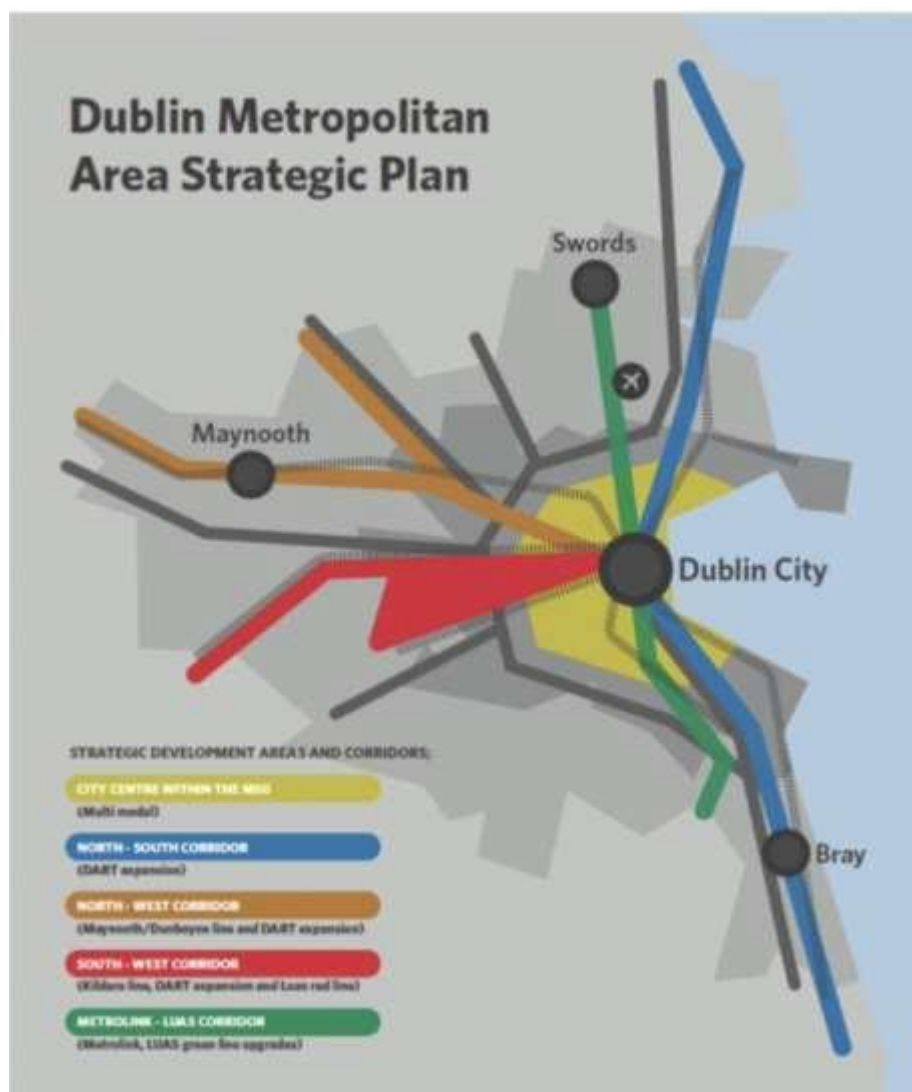 Dublin Metropolitan
Area Strategic Plan
Swords
Maynooth
Dublin City
Bray
STRATEGIC DEVELOPMENT AREAS AND CORRIDORS;
CITY CENTRE WITHIN THE M50
(Multi modal)
NORTH - SOUTH CORRIDOR
(DART expansion)
NORTH - WEST CORRIDOR
(Maynooth/Dunboyne line and DART expansion)
SOUTH - WEST CORRIDOR
(Kildare line, DART expansion and Luas red line)
METROLINK - LUAS CORRIDOR
(Metrolink, LUAS green line upgrades)